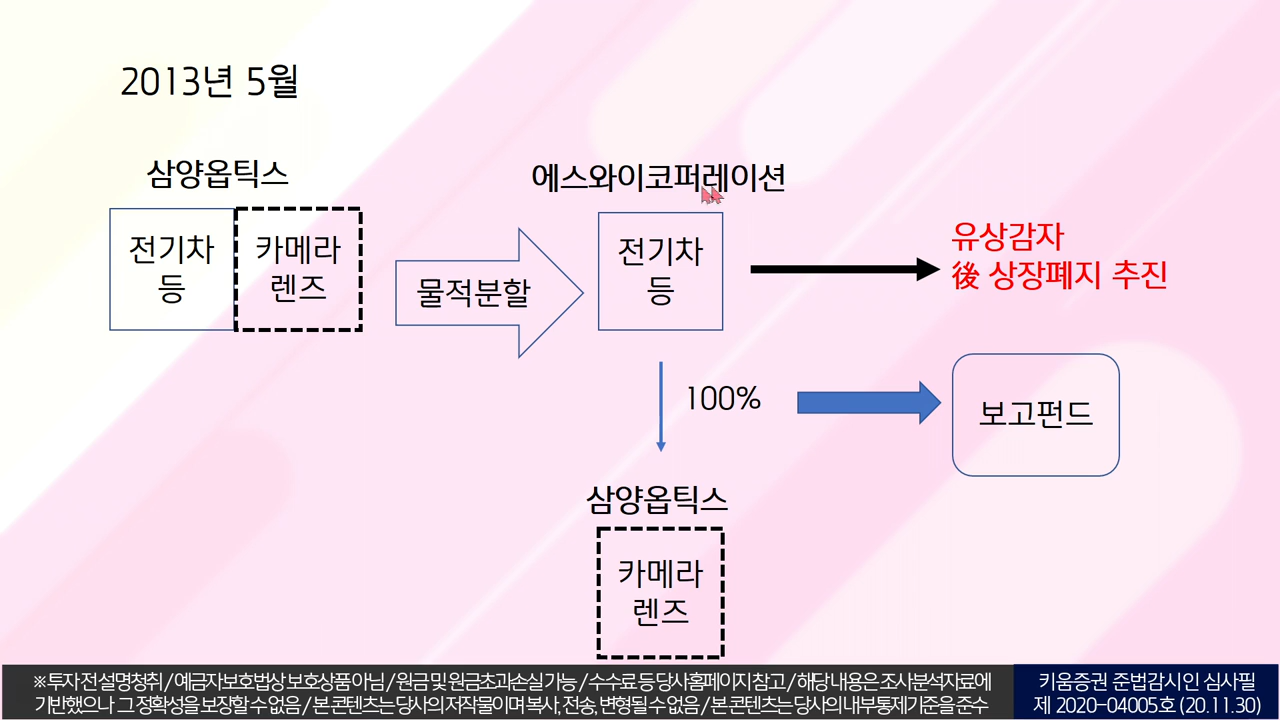 2013년 5월
삼양옵틱스
전기차
등
카메라
렌즈
물적분할
에스와이코퍼레이션
전기차
등
유상감자
後 상장폐지 추진
100%
보고펀드
삼양옵틱스
카메라
렌즈
※ 투자 전 설명청취 / 예금자보호법상 보호상품 아님 / 원금 및 원금초과손실 가능 / 수수료 등 당사홈페이지 참고 / 해당 내용은 조사분석자료에
기반했으나 그 정확성을 보장할 수 없음 / 본 콘텐츠는 당사의 저작물이며 복사, 전송, 변형될 수 없음 / 본 콘텐츠는 당사의 내부통제기준을 준수
키움증권 준법감시인 심사필
제 2020-04005호 (20.11.30)